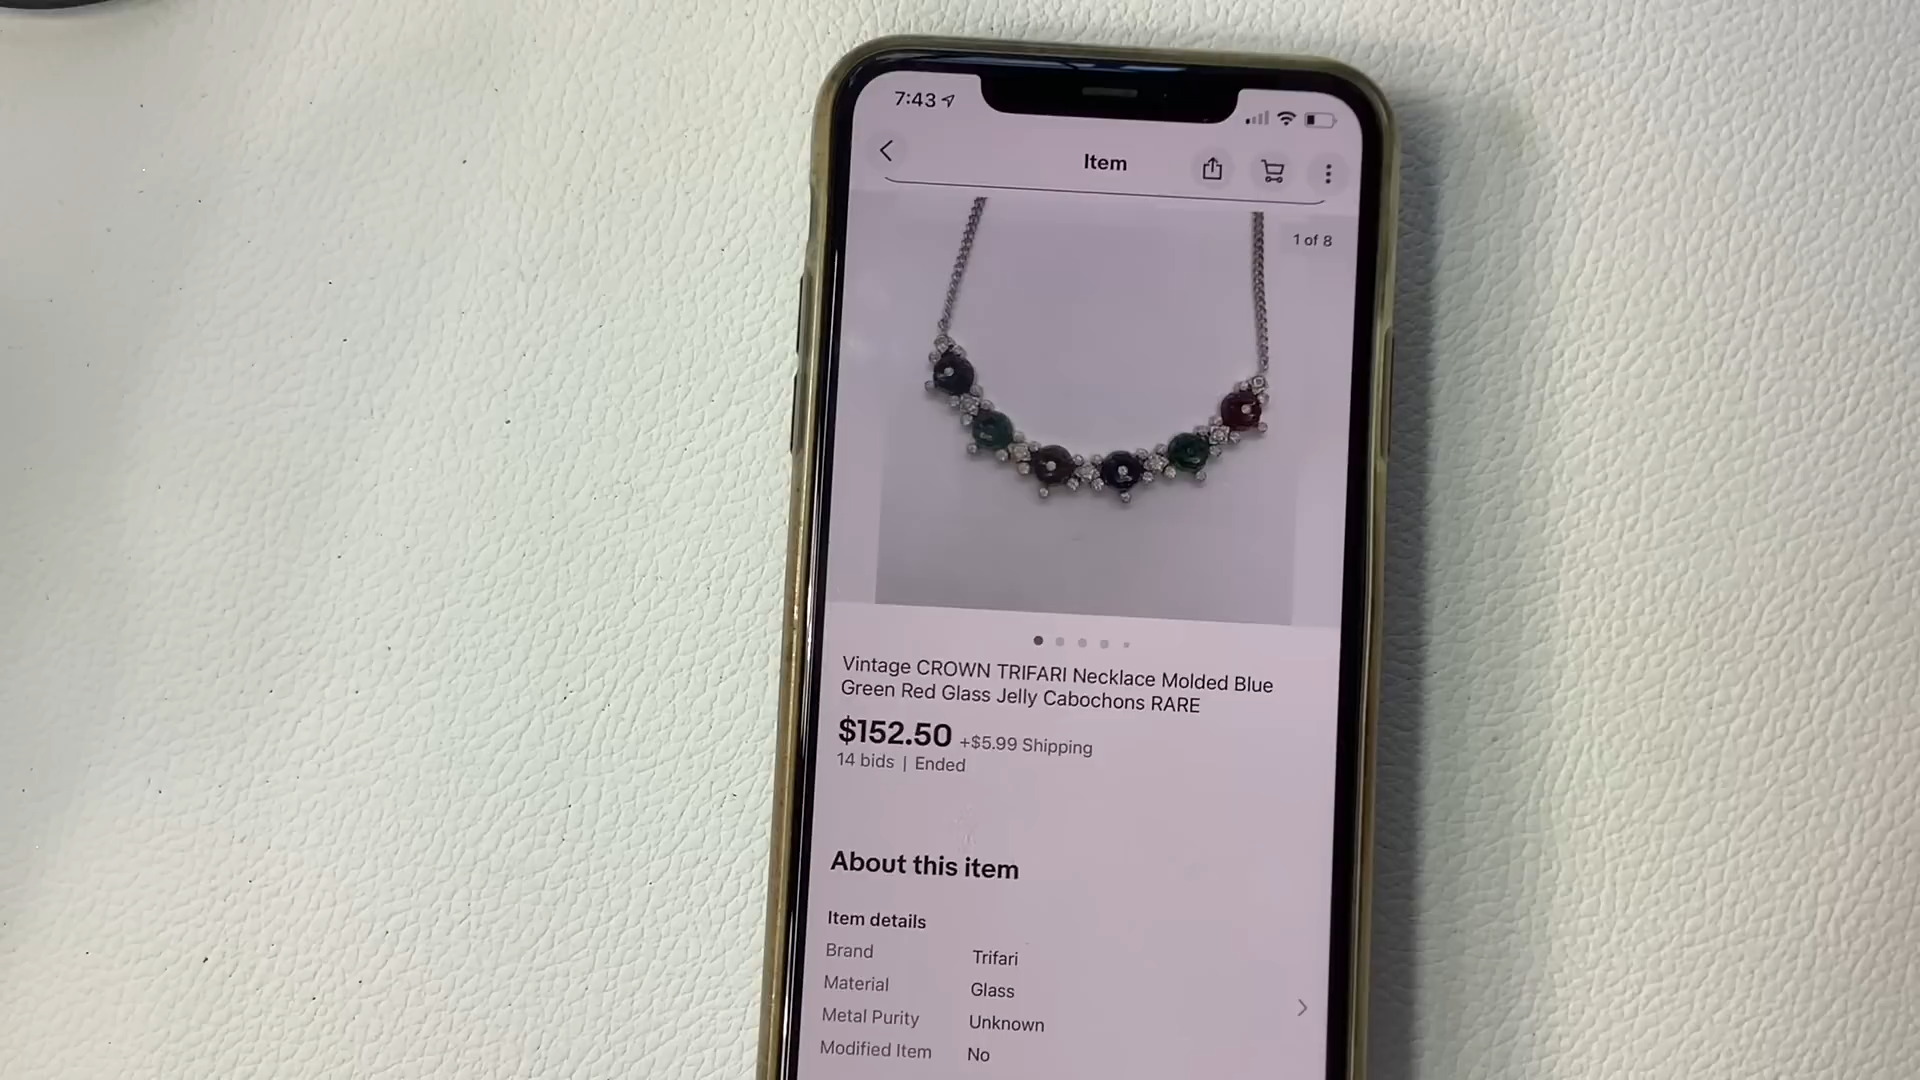 7:43
Item
1 of 8
Vintage CROWN TRIFARI Necklace Molded Blue
Green Red Glass Jelly Cabochons RARE
$152.50 +$5.99 Shipping
14 bids | Ended
About this item
Item details
Brand Trifari
Material Glass
Metal Purity Unknown
Modified Item No